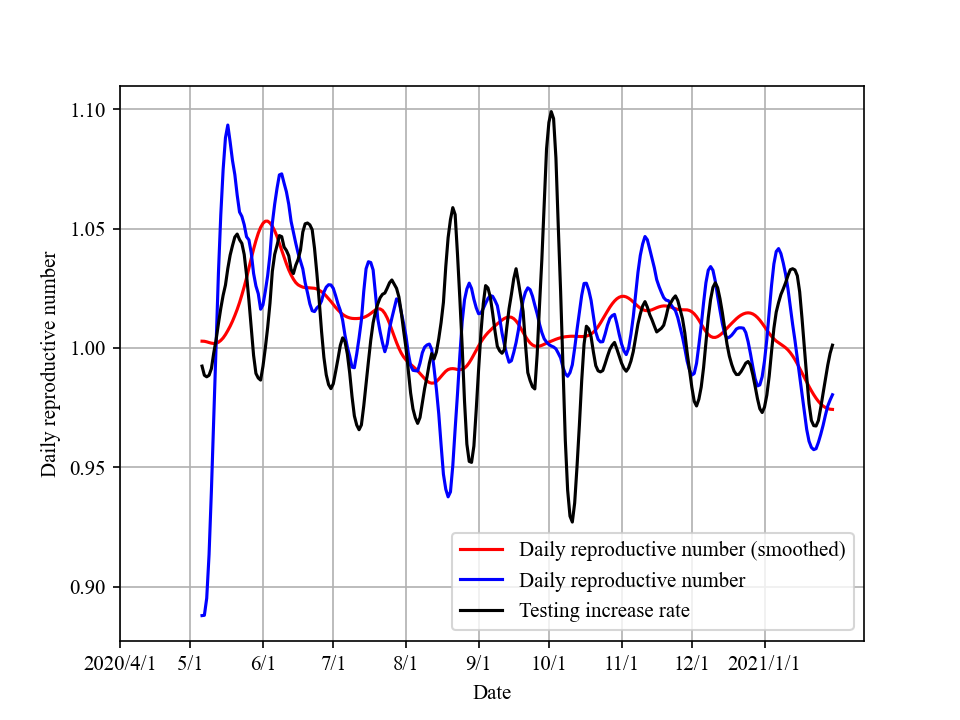 1.10
1.05
1.00
0.95
0.90
Daily reproductive number
Daily reproductive number (smoothed)
Daily reproductive number
Testing increase rate
2020/4/1 5/1 6/1 7/1 8/1 9/1 10/1 11/1 12/1 2021/1/1
Date